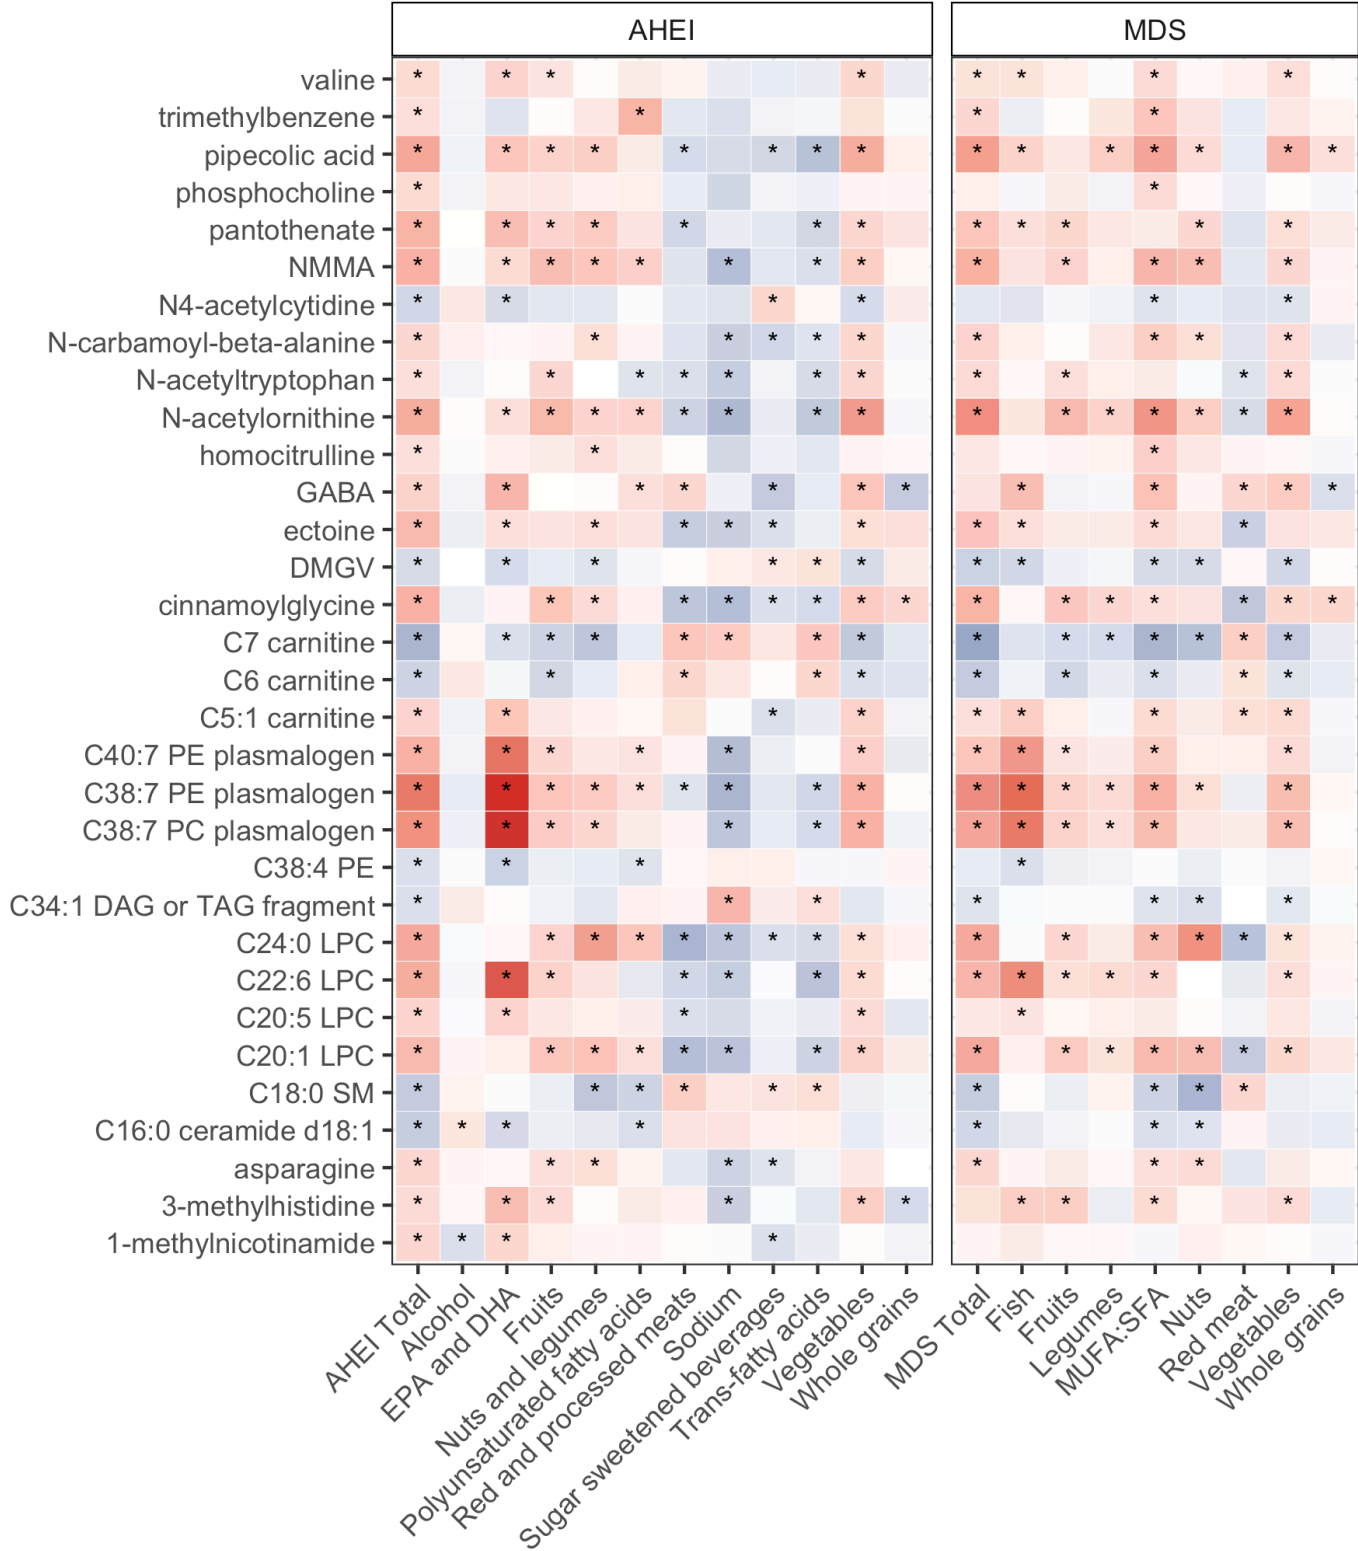 AHEI MDS
valine * * * * * * * *
trimethylbenzene * * * *
pipecolic acid * * * * * * * * * * * * * * *
phosphocholine * *
pantothenate * * * * * * * * * * * *
NMMA * * * * * * * * * * * * *
N4-acetylcytidine * * * * * *
N-carbamoyl-beta-alanine * * * * * * * * * *
N-acetyltryptophan * * * * * * * * * * *
N-acetylornithine * * * * * * * * * * * * * * * *
homocitrulline * * *
GABA * * * * * * * * * * * *
ectoine * * * * * * * * * * *
DMGV * * * * * * * * * * *
cinnamoylglycine * * * * * * * * * * * * * * *
C7 carnitine * * * * * * * * * * * * * * *
C6 carnitine * * * * * * * * * *
C5:1 carnitine * * * * * * * * *
C40:7 PE plasmalogen * * * * * * * * * * *
C38:7 PE plasmalogen * * * * * * * * * * * * * * * *
C38:7 PC plasmalogen * * * * * * * * * * * * *
C38:4 PE * * * *
C34:1 DAG or TAG fragment * * * * * * *
C24:0 LPC * * * * * * * * * * * * * * *
C22:6 LPC * * * * * * * * * * * * *
C20:5 LPC * * * * *
C20:1 LPC * * * * * * * * * * * * * * *
C18:0 SM * * * * * * * * * *
C16:0 ceramide d18:1 * * * * * * *
asparagine * * * * * * * *
3-methylhistidine * * * * * * * * * *
1-methylnicotinamide * * * *
AHEI Total
Alcohol
EPA and DHA
Fruits
Nuts and legumes
Polyunsaturated fatty acids
Red and processed meats
Sodium
Sugar sweetened beverages
Trans-fatty acids
Vegetables
Whole grains
MDS Total
Fish
Fruits
Legumes
MUFA:SFA
Nuts
Red meat
Vegetables
Whole grains